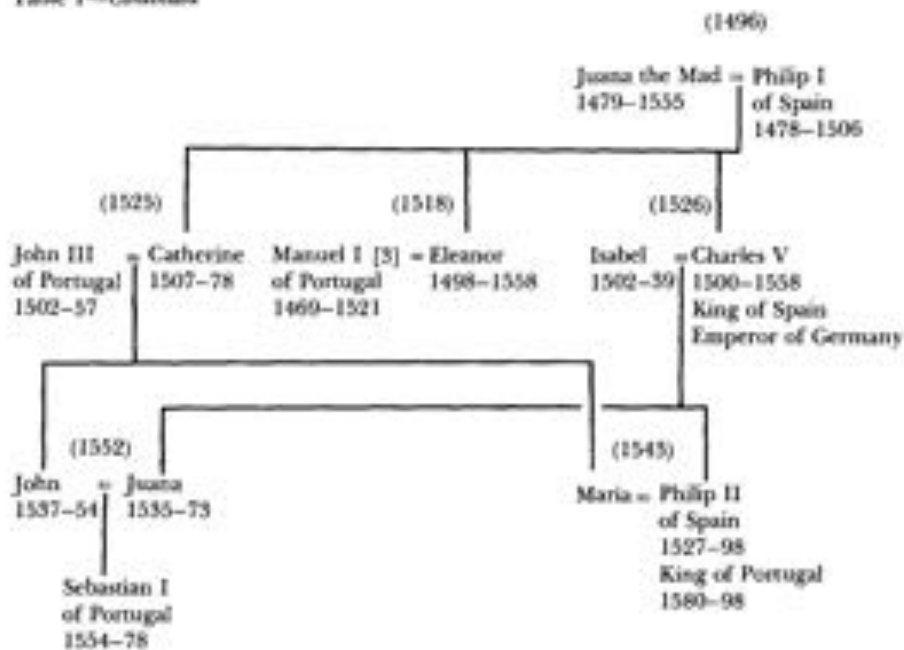 Table 1—Continued
(1496)
Juana the Mad = Philip I
1479–1555 of Spain
1478–1506
(1525) (1518) (1526)
John III = Catherine Manuel I [3] = Eleanor Isabel = Charles V
of Portugal 1507–78 of Portugal 1498–1558 1502–39 1500–1558
1502–57 1469–1521 King of Spain
Emperor of Germany
(1552) (1543)
John = Juana Maria = Philip II
1537–54 1535–73 of Spain
1527–98
Sebastian I King of Portugal
of Portugal 1580–98
1554–78